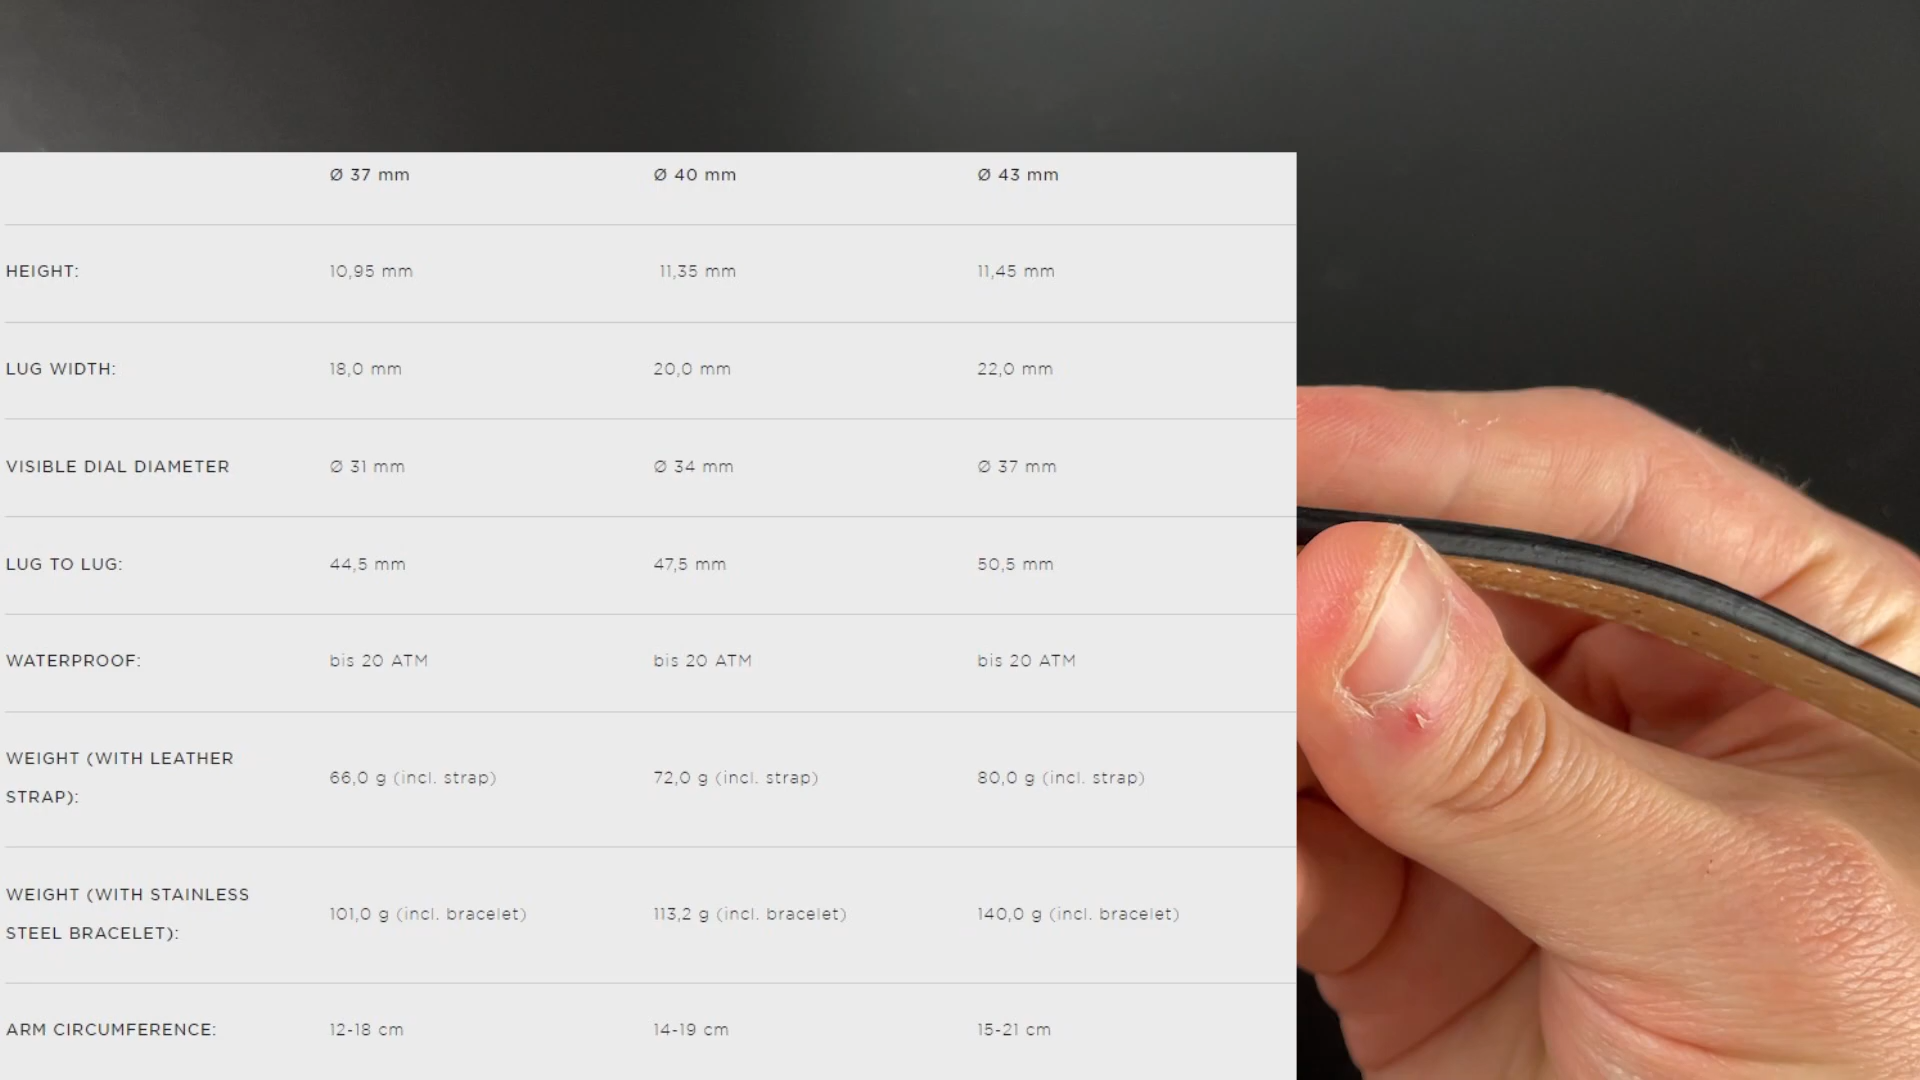 Ø 37 mm Ø 40 mm Ø 43 mm
HEIGHT: 10,95 mm 11,35 mm 11,45 mm
LUG WIDTH: 18,0 mm 20,0 mm 22,0 mm
VISIBLE DIAL DIAMETER Ø 31 mm Ø 34 mm Ø 37 mm
LUG TO LUG: 44,5 mm 47,5 mm 50,5 mm
WATERPROOF: bis 20 ATM bis 20 ATM bis 20 ATM
WEIGHT (WITH LEATHER
STRAP): 66,0 g (incl. strap) 72,0 g (incl. strap) 80,0 g (incl. strap)
WEIGHT (WITH STAINLESS
STEEL BRACELET): 101,0 g (incl. bracelet) 113,2 g (incl. bracelet) 140,0 g (incl. bracelet)
ARM CIRCUMFERENCE: 12-18 cm 14-19 cm 15-21 cm